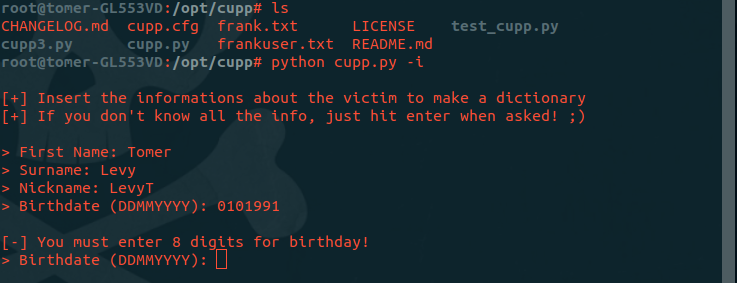 root@tomer-GL553VD:/opt/cupp# ls
CHANGELOG.md cupp.cfg frank.txt LICENSE test_cupp.py
cupp3.py cupp.py frankuser.txt README.md
root@tomer-GL553VD:/opt/cupp# python cupp.py -i
[+] Insert the informations about the victim to make a dictionary
[+] If you don't know all the info, just hit enter when asked! ;)
> First Name: Tomer
> Surname: Levy
> Nickname: LevyT
> Birthdate (DDMMYYYY): 0101991
[-] You must enter 8 digits for birthday!
> Birthdate (DDMMYYYY):